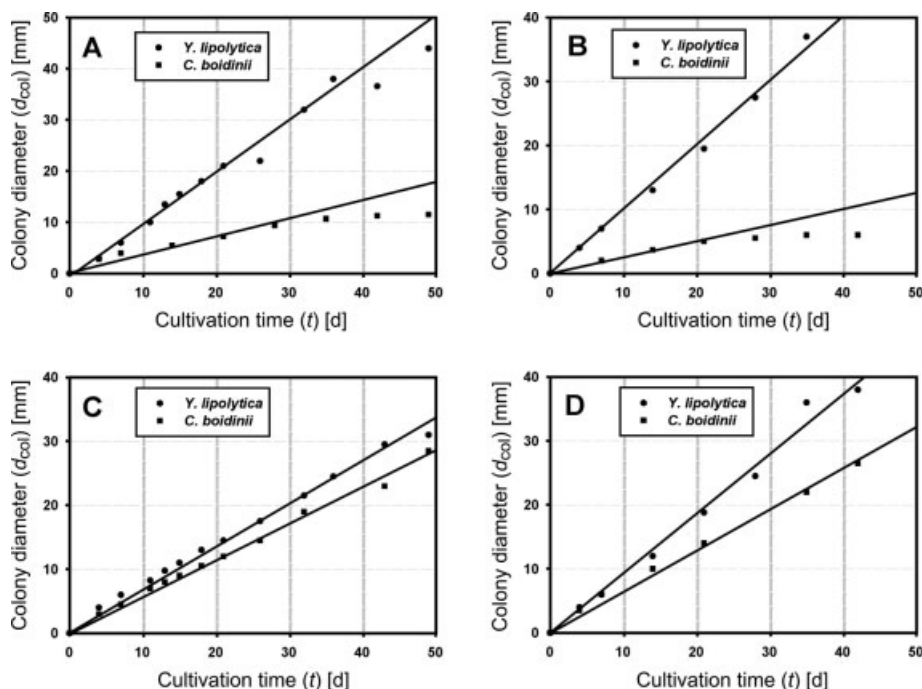 A
Y. lipolytica
C. boidinii
Colony diameter (dcol) [mm]
50
40
30
20
10
0
0 10 20 30 40 50
Cultivation time (t) [d]
B
Y. lipolytica
C. boidinii
Colony diameter (dcol) [mm]
40
30
20
10
0
0 10 20 30 40 50
Cultivation time (t) [d]
C
Y. lipolytica
C. boidinii
Colony diameter (dcol) [mm]
40
30
20
10
0
0 10 20 30 40 50
Cultivation time (t) [d]
D
Y. lipolytica
C. boidinii
Colony diameter (dcol) [mm]
40
30
20
10
0
0 10 20 30 40 50
Cultivation time (t) [d]